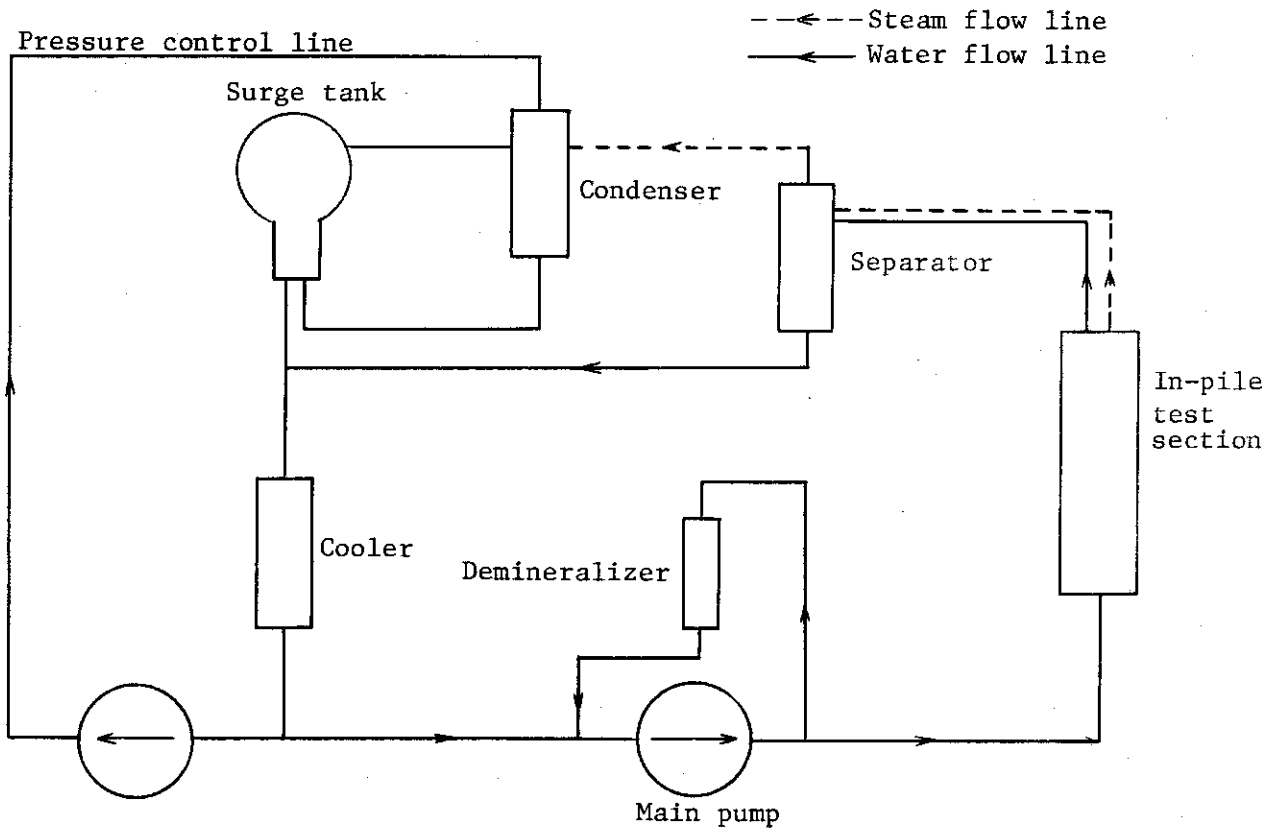 Steam flow line
Pressure control line
Water flow line
Surge tank
Condenser
Separator
In-pile
test
section
Cooler
Demineralizer
Main pump